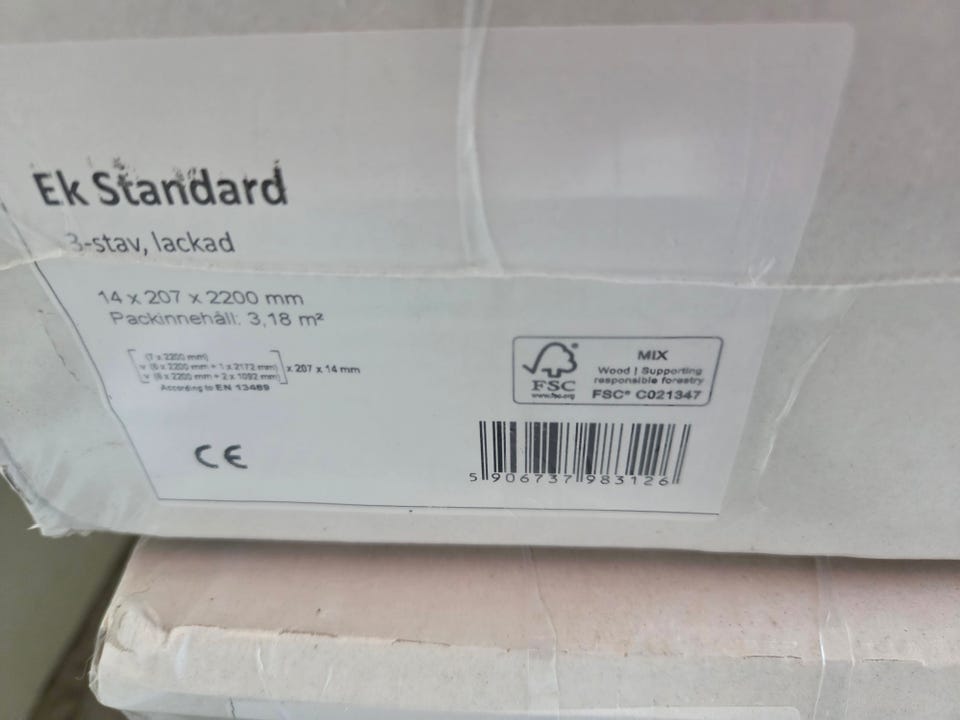 Ek Standard
3-stav, lackad
14 x 207 x 2200 mm
Packinnehåll: 3,18 m²
(7 x 2200 mm)
v (6 x 2200 mm + 1 x 2172 mm)
v (6 x 2200 mm + 2 x 1092 mm)
x 207 x 14 mm
According to EN 13489
FSC
www.fsc.org
MIX
Wood | Supporting
responsible forestry
FSC® C021347
CE
5 906737 983126